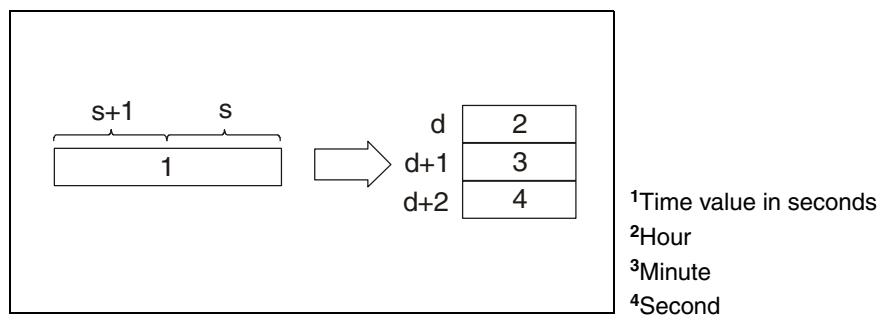 s+1 s
1
d 2
d+1 3
d+2 4
¹Time value in seconds
²Hour
³Minute
⁴Second